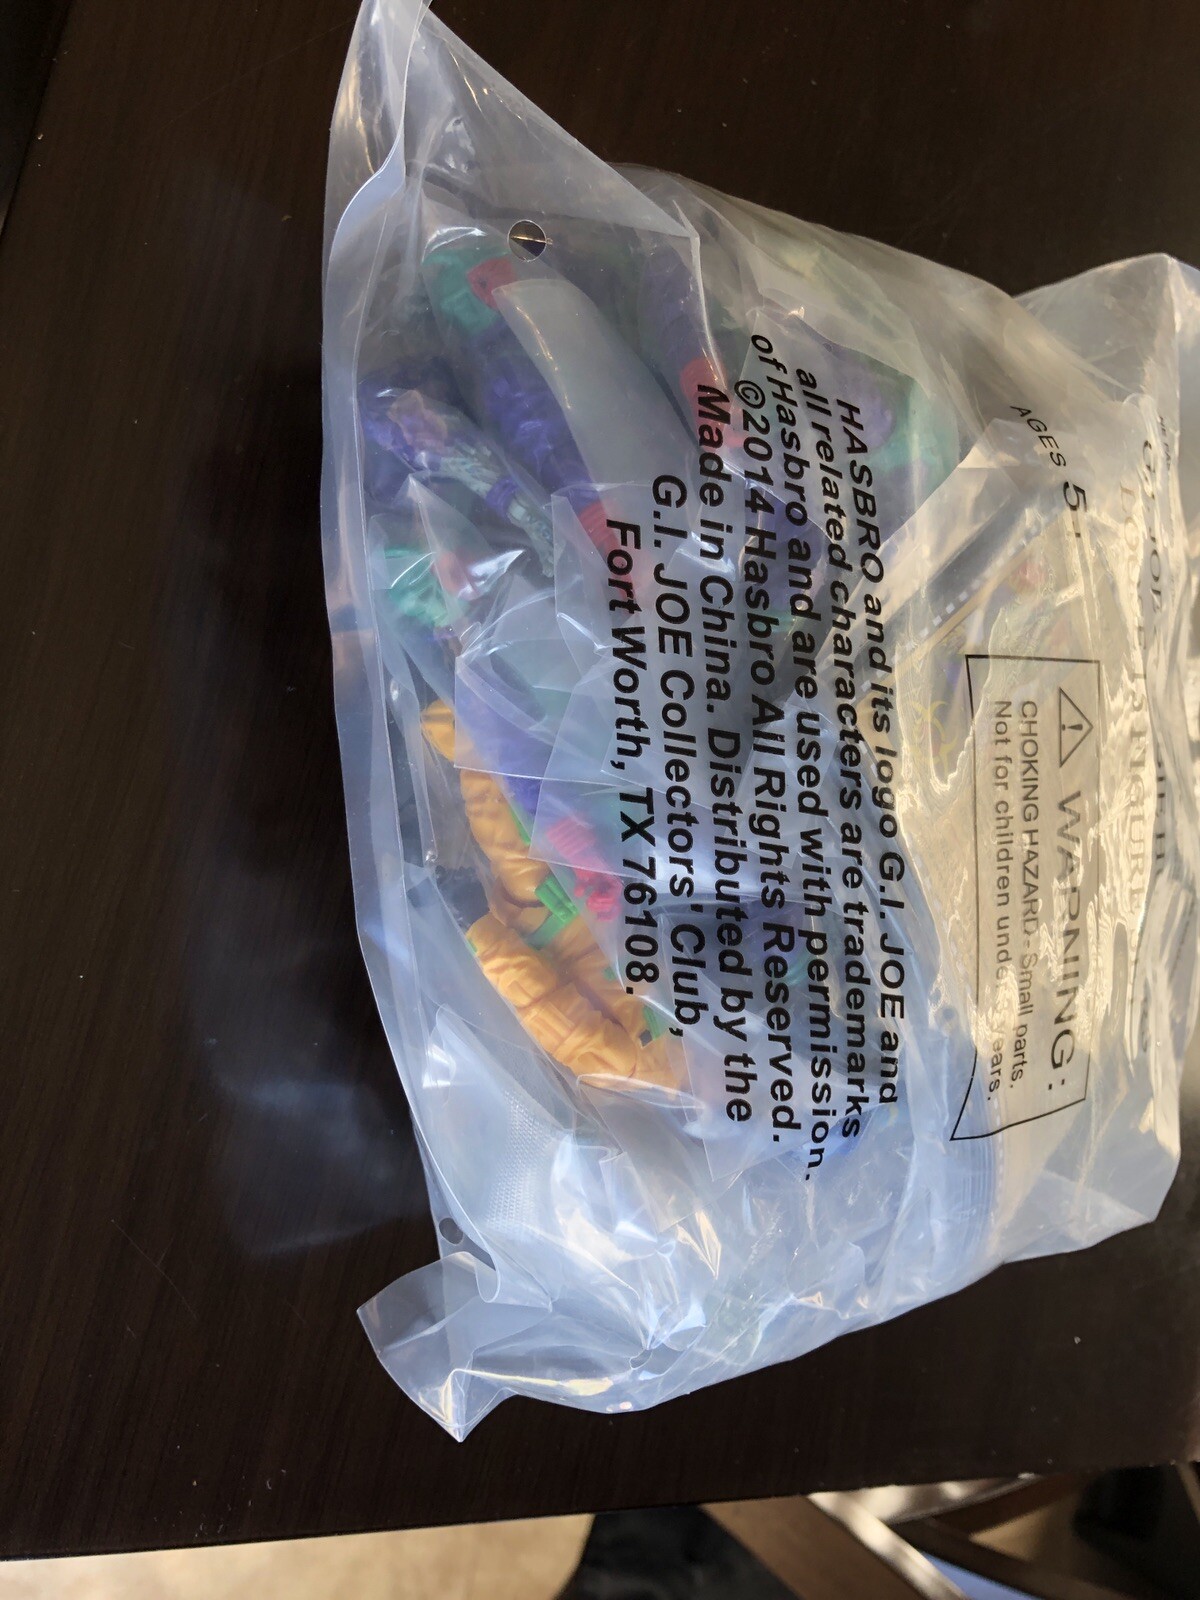 AGES 5+
WARNING:
CHOKING HAZARD - Small parts.
Not for children under years.
HASBRO and its logo G.I. JOE and
all related characters are trademarks
of Hasbro and are used with permission.
©2014 Hasbro All Rights Reserved.
Made in China. Distributed by the
G.I. JOE Collectors' Club,
Fort Worth, TX 76108.